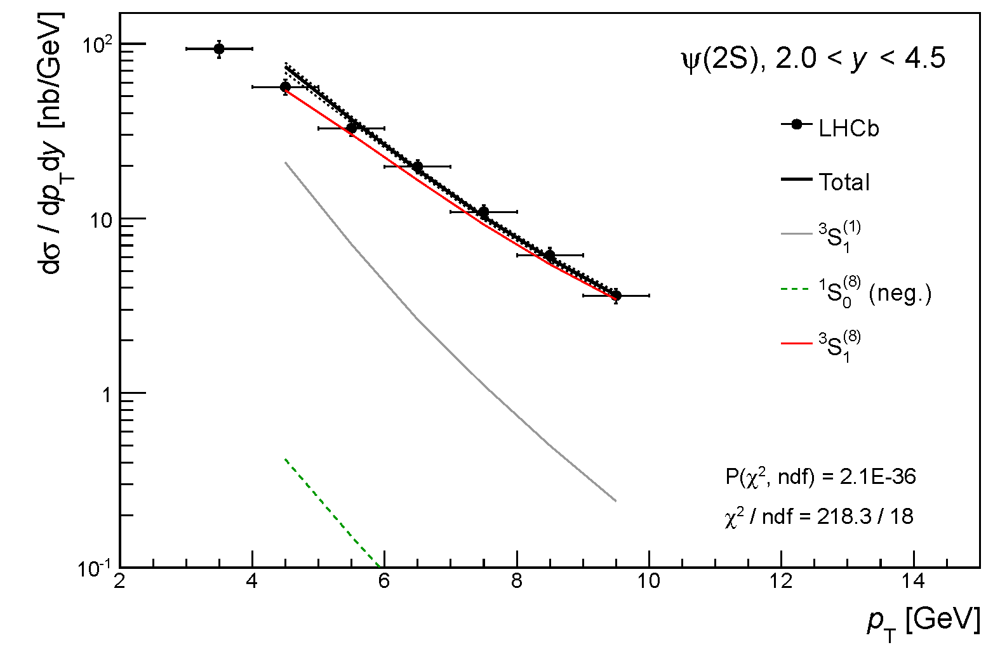 dσ / dp_T dy [nb/GeV]
10²
10
1
10⁻¹
ψ(2S), 2.0 < y < 4.5
LHCb
Total
³S₁⁽¹⁾
¹S₀⁽⁸⁾ (neg.)
³S₁⁽⁸⁾
P(χ², ndf) = 2.1E-36
χ² / ndf = 218.3 / 18
2 4 6 8 10 12 14
p_T [GeV]